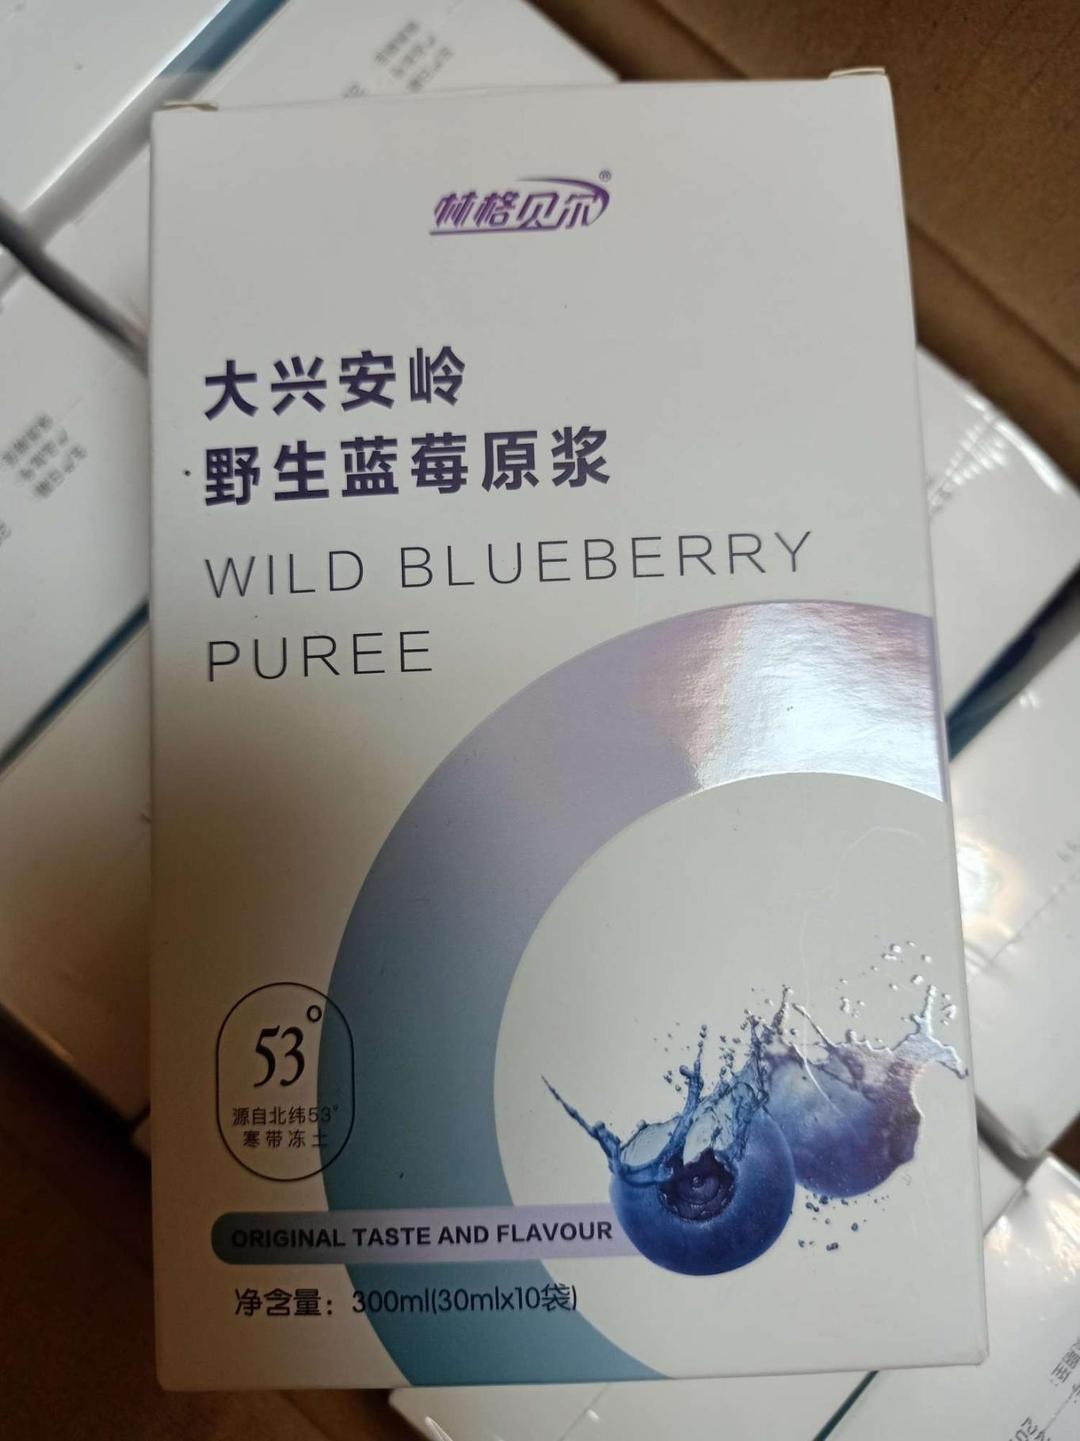 林格贝尔®
大兴安岭
野生蓝莓原浆
WILD BLUEBERRY
PUREE
53°
源自北纬53°
寒带冻土
ORIGINAL TASTE AND FLAVOUR
净含量：300ml(30mlx10袋)